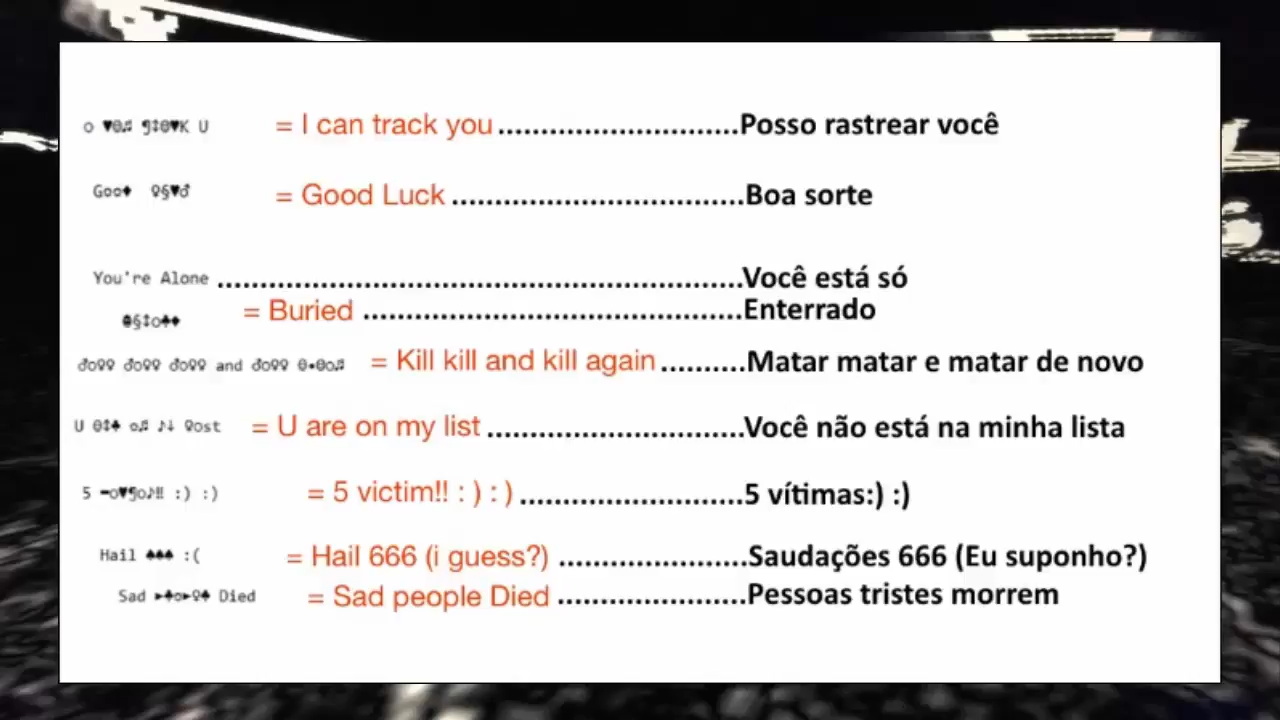 o ♥Θ♫ ¶↕Θ♥K U = I can track you...........................Posso rastrear você
Goo♦ ♀§♥♂ = Good Luck .................................Boa sorte
You're Alone ...........................................................Você está só
◘§↕o♣♦ = Buried ...........................................Enterrado
♂o♀♀ ♂o♀♀ ♂o♀♀ and ♂o♀♀ Θ•Θo♫ = Kill kill and kill again..........Matar matar e matar de novo
U Θ↕♣ o♫ ♪↓ ♀ost = U are on my list .............................Você não está na minha lista
5 ▬o♥¶o♪‼ :) :) = 5 victim!! : ) : ) .........................5 vítimas:) :)
Hail ♠♠♠ :( = Hail 666 (i guess?) .....................Saudações 666 (Eu suponho?)
Sad ►♣o►♀♣ Died = Sad people Died .....................Pessoas tristes morrem